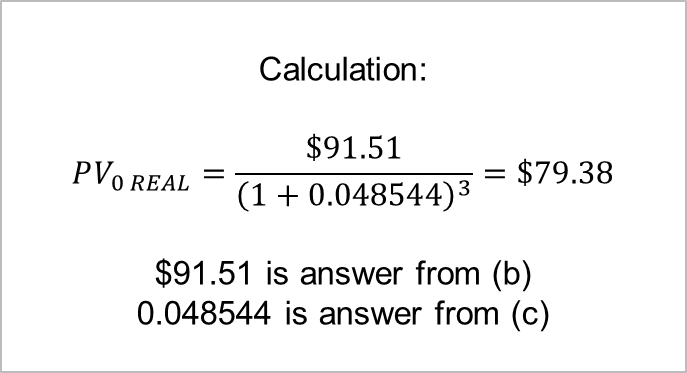 Calculation:
PV₀ REAL = $91.51 / (1 + 0.048544)³ = $79.38
$91.51 is answer from (b)
0.048544 is answer from (c)